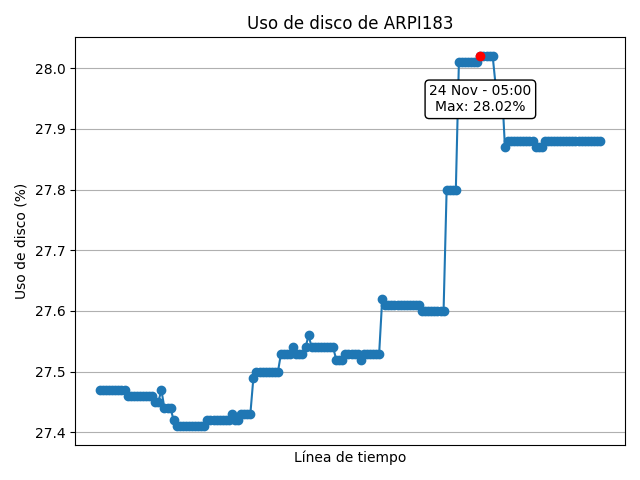 Uso de disco de ARPI183
28.0
27.9
27.8
27.7
27.6
27.5
27.4
Uso de disco (%)
24 Nov - 05:00
Max: 28.02%
Línea de tiempo